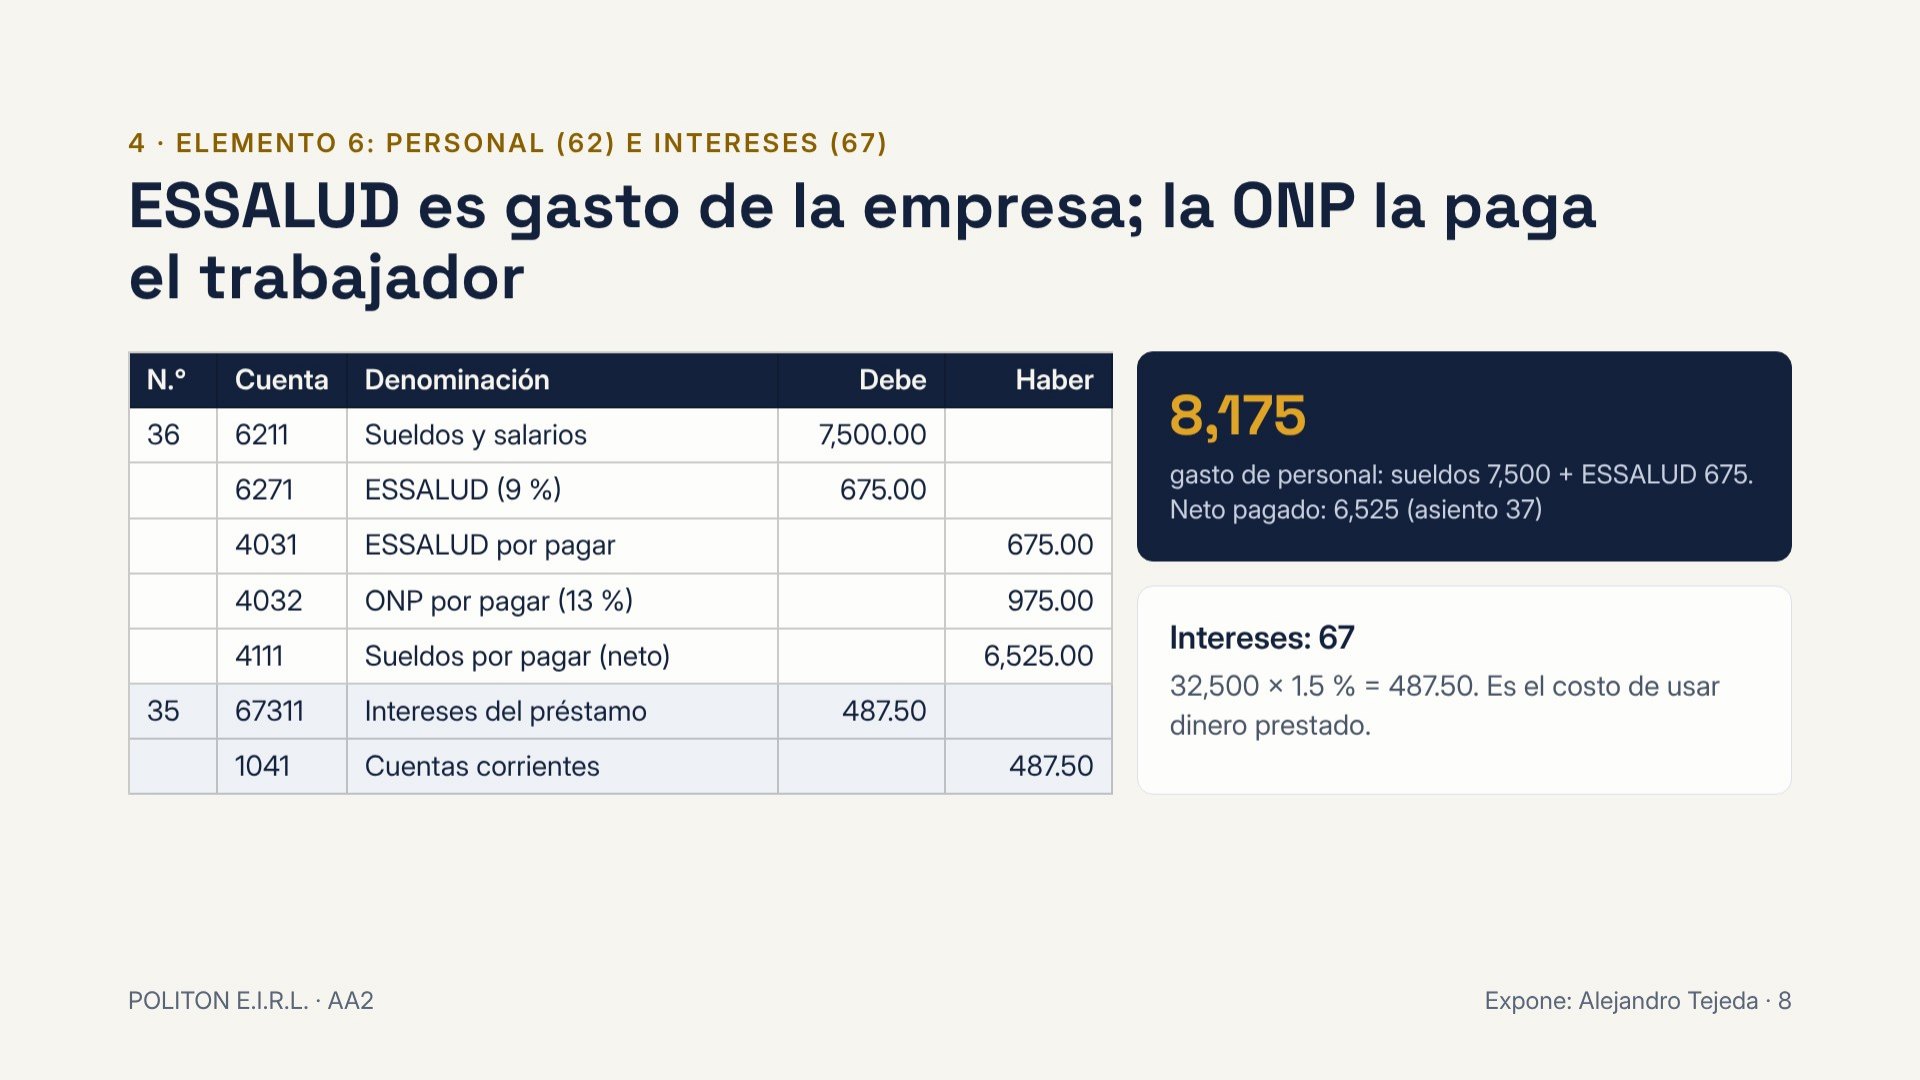 4 · ELEMENTO 6: PERSONAL (62) E INTERESES (67)
ESSALUD es gasto de la empresa; la ONP la paga
el trabajador
N.° Cuenta Denominación Debe Haber
36 6211 Sueldos y salarios 7,500.00
6271 ESSALUD (9 %) 675.00
4031 ESSALUD por pagar 675.00
4032 ONP por pagar (13 %) 975.00
4111 Sueldos por pagar (neto) 6,525.00
35 67311 Intereses del préstamo 487.50
1041 Cuentas corrientes 487.50
8,175
gasto de personal: sueldos 7,500 + ESSALUD 675.
Neto pagado: 6,525 (asiento 37)
Intereses: 67
32,500 × 1.5 % = 487.50. Es el costo de usar
dinero prestado.
POLITON E.I.R.L. · AA2
Expone: Alejandro Tejeda · 8